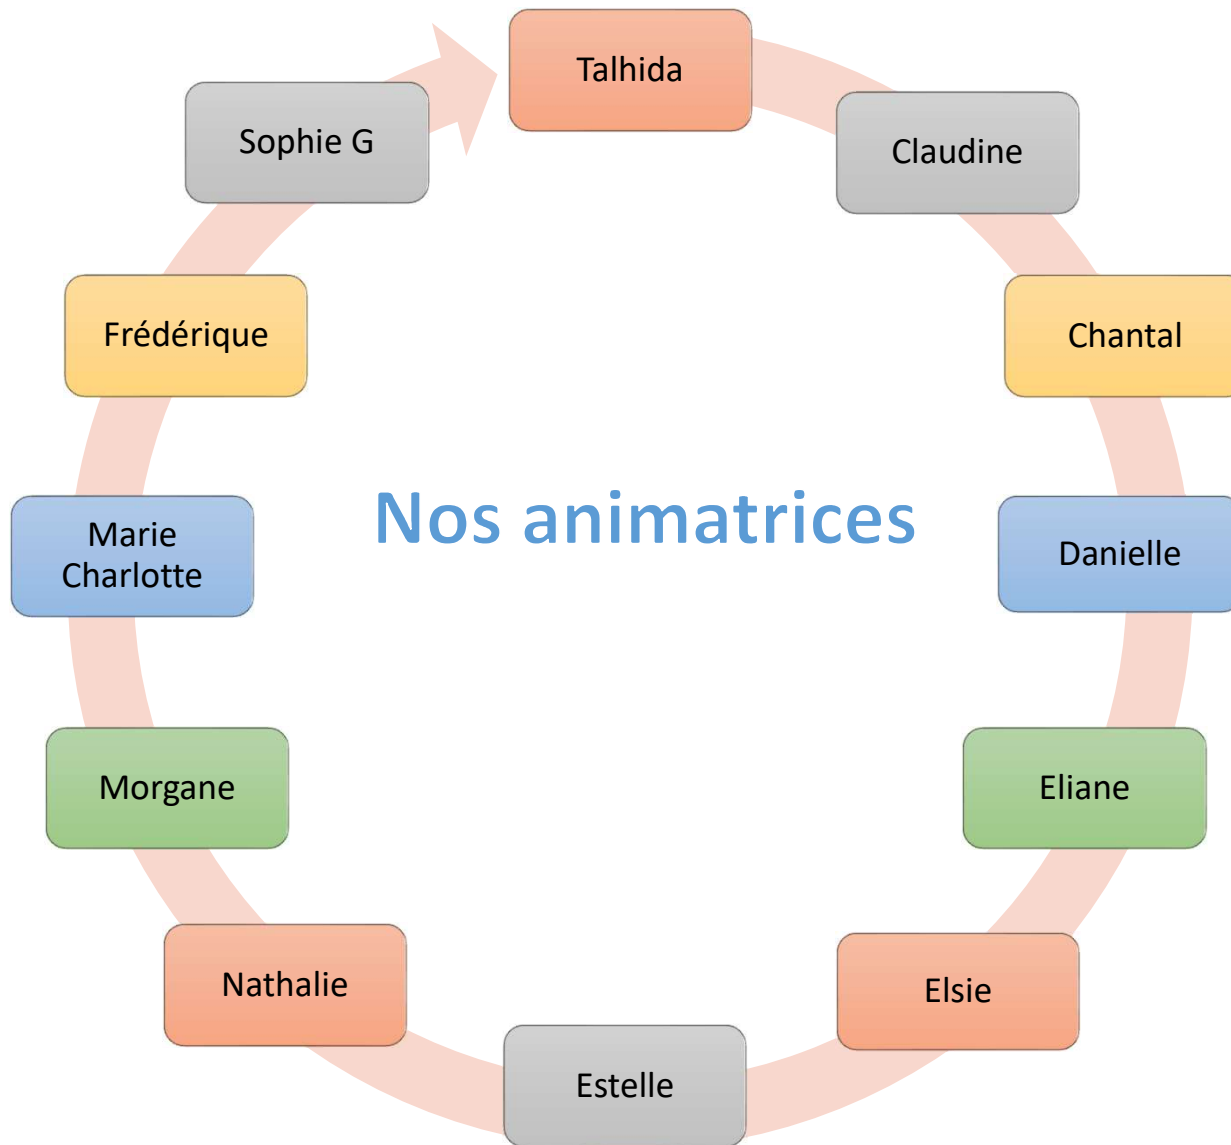 Talhida
Claudine
Chantal
Danielle
Eliane
Elsie
Estelle
Nathalie
Morgane
Marie
Charlotte
Frédérique
Sophie G
Nos animatrices